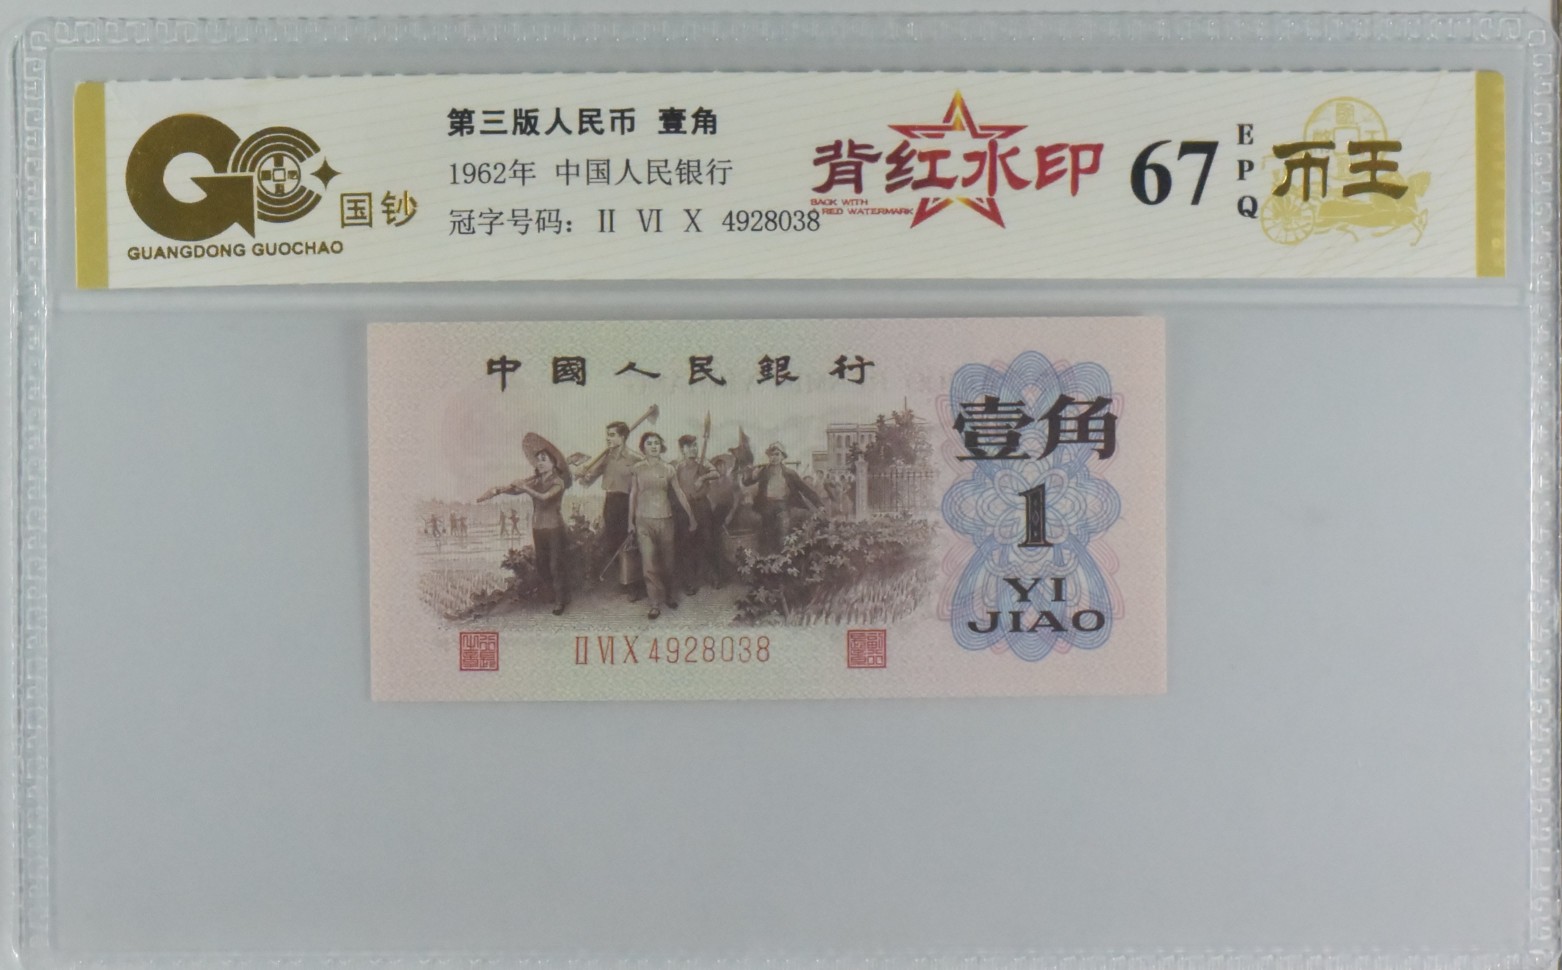 第三版人民币 壹角
1962年 中国人民银行
冠字号码: II VI X 4928038
国钞
GUANGDONG GUOCHAO
背红水印
BACK WITH
RED WATERMARK
67
E
P
Q
币王
中國人民銀行
壹角
1
YI
JIAO
II VI X 4928038